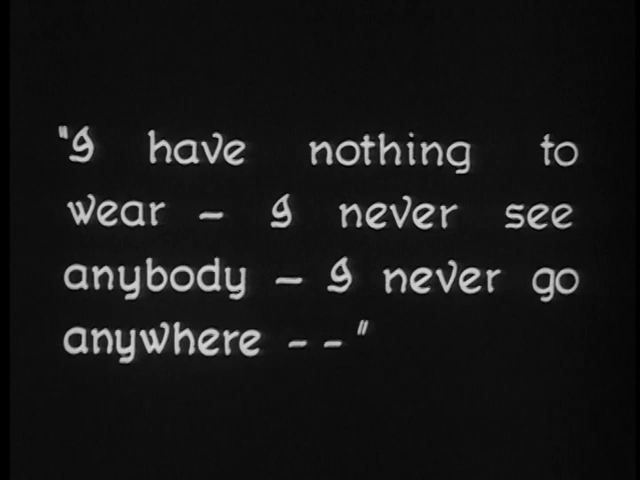 "I have nothing to
wear – I never see
anybody – I never go
anywhere – – "